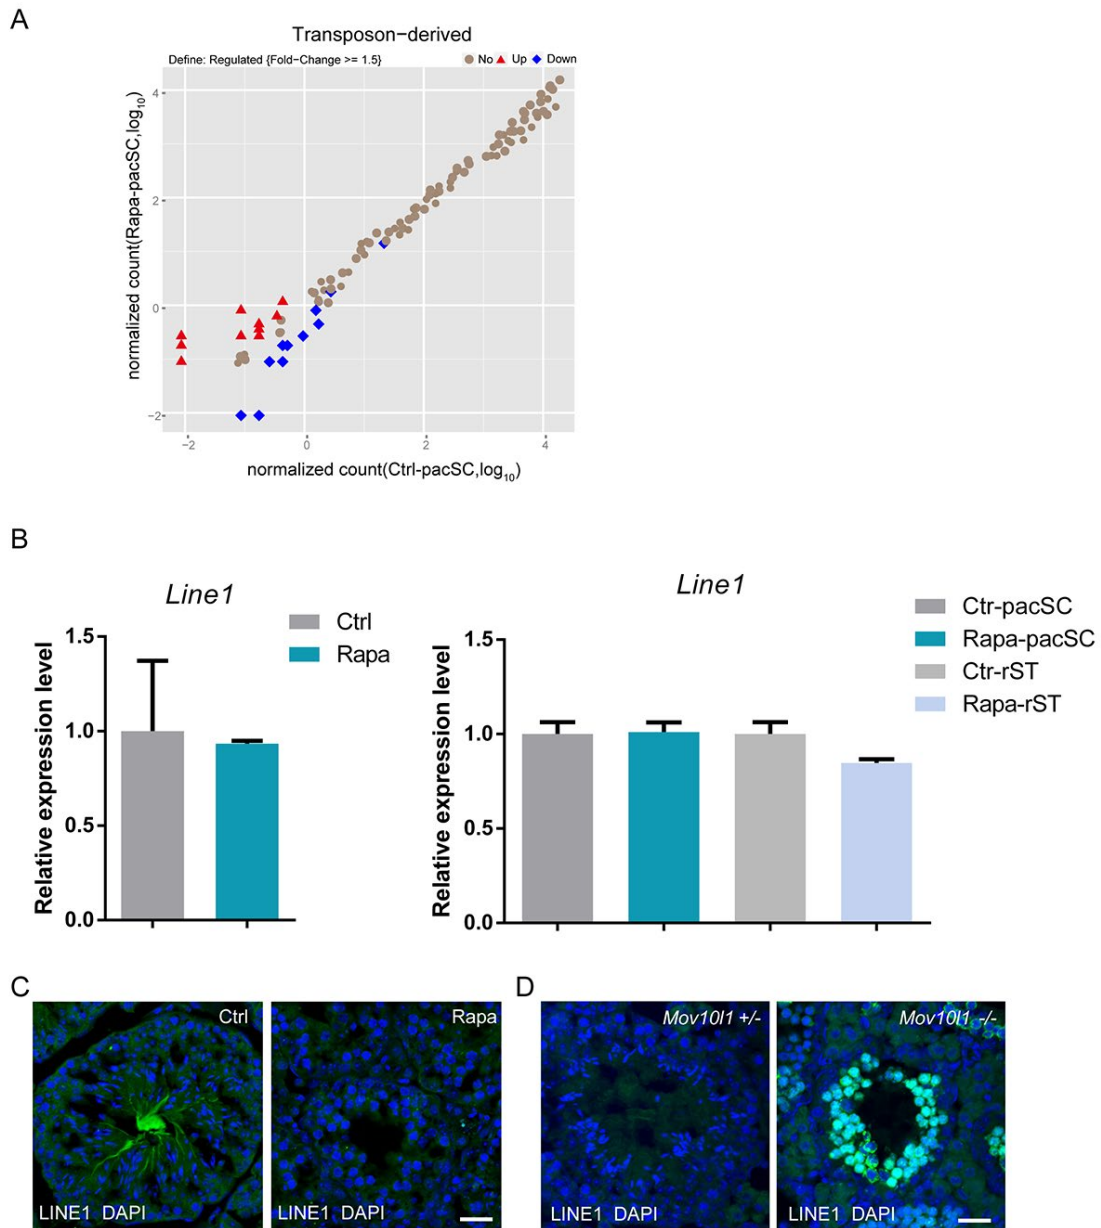 A
Transposon-derived
Define: Regulated {Fold-Change >= 1.5}
No Up Down
normalized count(Rapa-pacSC,log10)
4
2
0
-2
-2 0 2 4
normalized count(Ctrl-pacSC,log10)
B
Line1
Ctrl
Rapa
Relative expression level
1.5
1.0
0.5
0.0
Line1
Ctr-pacSC
Rapa-pacSC
Ctr-rST
Rapa-rST
Relative expression level
1.5
1.0
0.5
0.0
C
Ctrl
LINE1 DAPI
Rapa
LINE1 DAPI
D
Mov10l1 +/-
LINE1 DAPI
Mov10l1 -/-
LINE1 DAPI